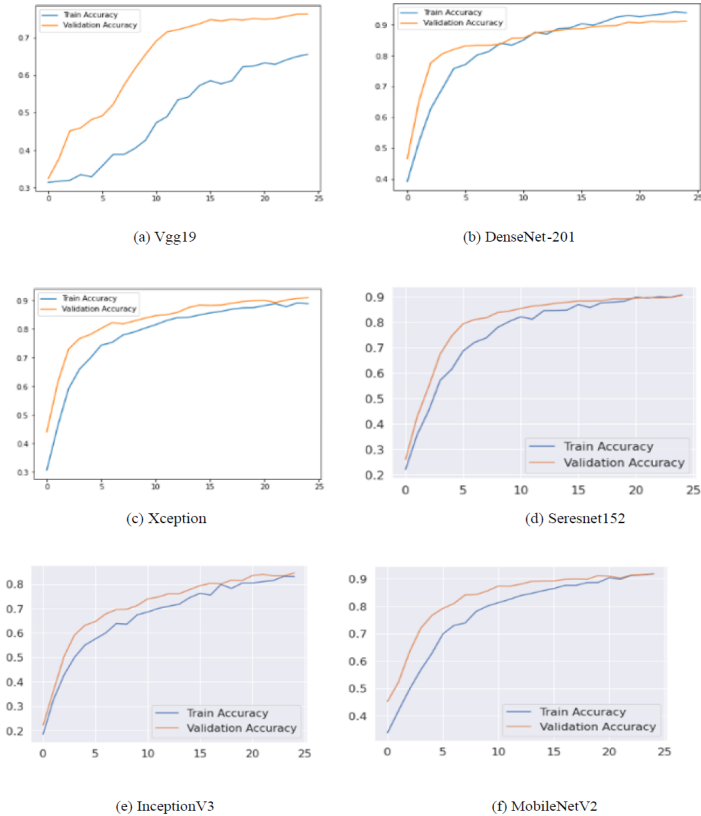 Train Accuracy
Validation Accuracy
0.7
0.6
0.5
0.4
0.3
0 5 10 15 20 25
(a) Vgg19
Train Accuracy
Validation Accuracy
0.9
0.8
0.7
0.6
0.5
0.4
0 5 10 15 20 25
(b) DenseNet-201
Train Accuracy
Validation Accuracy
0.9
0.8
0.7
0.6
0.5
0.4
0.3
0 5 10 15 20 25
(c) Xception
0.9
0.8
0.7
0.6
0.5
0.4
0.3
0.2
Train Accuracy
Validation Accuracy
0 5 10 15 20 25
(d) Seresnet152
0.8
0.7
0.6
0.5
0.4
0.3
0.2
Train Accuracy
Validation Accuracy
0 5 10 15 20 25
(e) InceptionV3
0.9
0.8
0.7
0.6
0.5
0.4
Train Accuracy
Validation Accuracy
0 5 10 15 20 25
(f) MobileNetV2